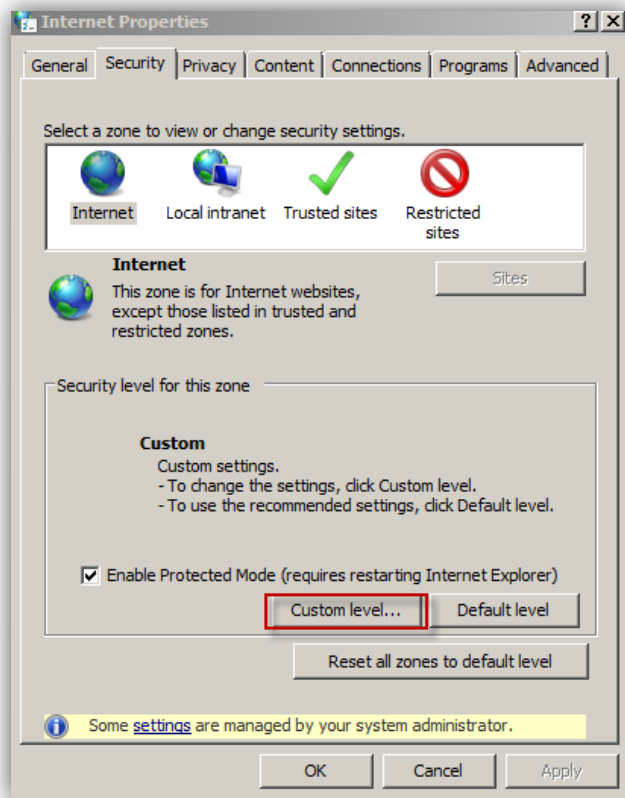 Internet Properties
? X
General Security Privacy Content Connections Programs Advanced
Select a zone to view or change security settings.
Internet Local intranet Trusted sites Restricted
sites
Internet
Sites
This zone is for Internet websites,
except those listed in trusted and
restricted zones.
Security level for this zone
Custom
Custom settings.
- To change the settings, click Custom level.
- To use the recommended settings, click Default level.
Enable Protected Mode (requires restarting Internet Explorer)
Custom level... Default level
Reset all zones to default level
Some settings are managed by your system administrator.
OK Cancel Apply